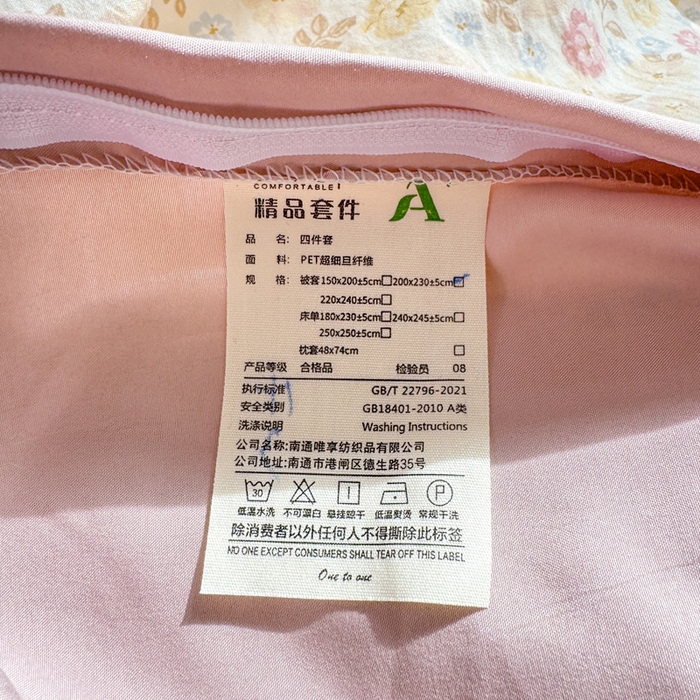 COMFORTABLE
精品套件
A
品 名: 四件套
面 料: PET超细旦纤维
规 格: 被套150x200±5cm□200x230±5cm☑
220x240±5cm□
床单180x230±5cm□240x245±5cm□
250x250±5cm□
枕套48x74cm □
产品等级 合格品 检验员 08
执行标准 GB/T 22796-2021
安全类别 GB18401-2010 A类
洗涤说明 Washing Instructions
公司名称:南通唯享纺织品有限公司
公司地址:南通市港闸区德生路35号
30 P
低温水洗 不可漂白 悬挂晾干 低温熨烫 常规干洗
除消费者以外任何人不得撕除此标签
NO ONE EXCEPT CONSUMERS SHALL TEAR OFF THIS LABEL
One to one